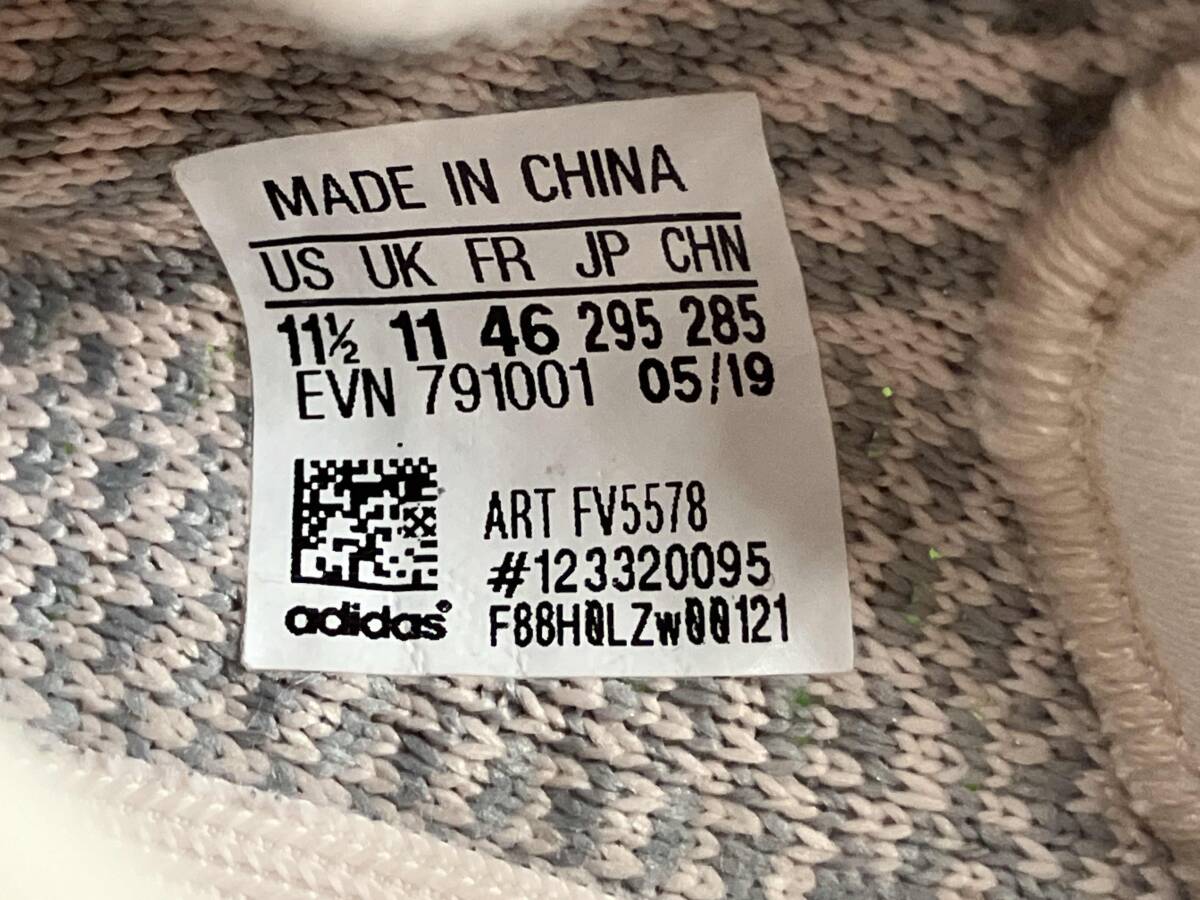 MADE IN CHINA
US UK FR JP CHN
11½ 11 46 295 285
EVN 791001 05/19
ART FV5578
#123320095
adidas® F88H0LZw00121